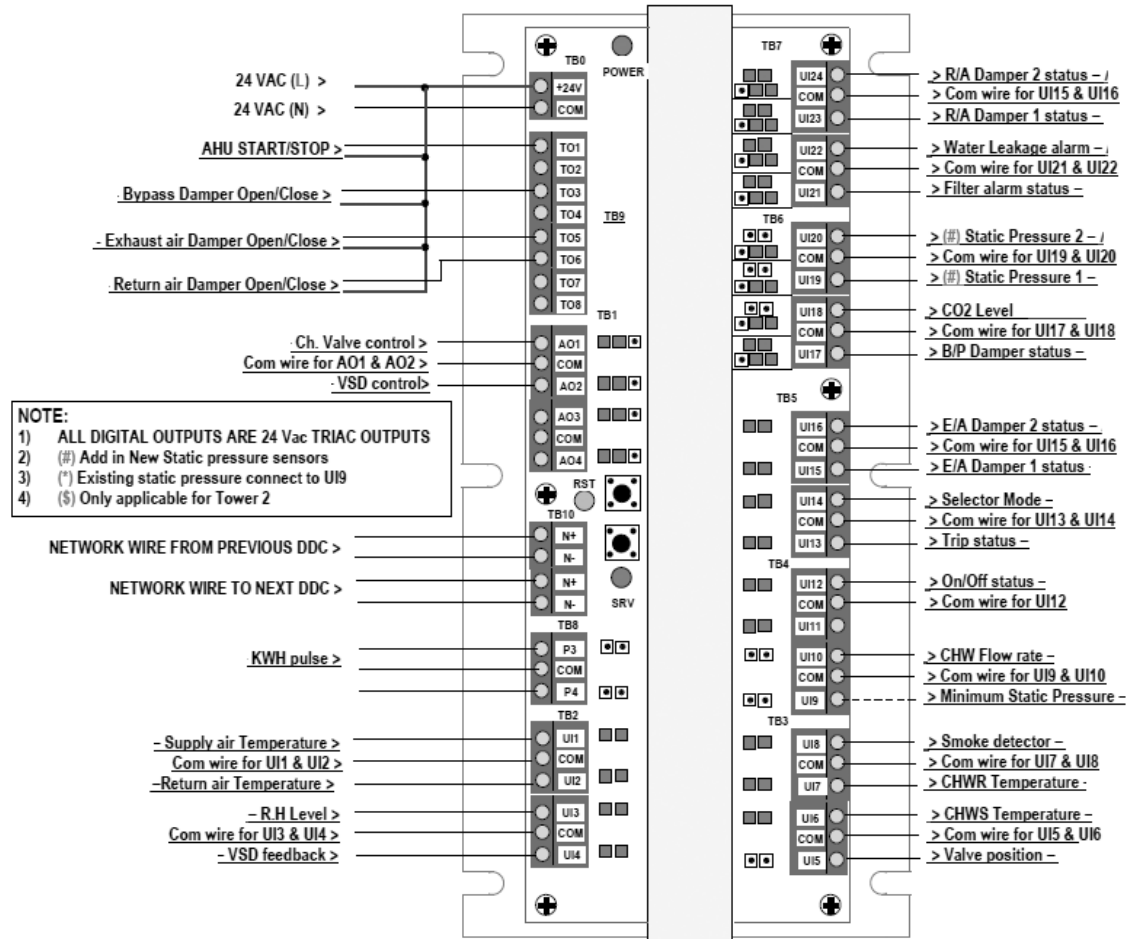 24 VAC (L) >
24 VAC (N) >
AHU START/STOP >
- Bypass Damper Open/Close >
- Exhaust air Damper Open/Close >
Return air Damper Open/Close >
Ch. Valve control >
Com wire for AO1 & AO2 >
- VSD control>
NOTE:
1) ALL DIGITAL OUTPUTS ARE 24 Vac TRIAC OUTPUTS
2) (#) Add in New Static pressure sensors
3) (*) Existing static pressure connect to UI9
4) ($) Only applicable for Tower 2
NETWORK WIRE FROM PREVIOUS DDC >
NETWORK WIRE TO NEXT DDC >
KWH pulse >
– Supply air Temperature >
Com wire for UI1 & UI2 >
–Return air Temperature >
– R.H Level >
Com wire for UI3 & UI4 >
– VSD feedback >
TB0
POWER
+24V
COM
TO1
TO2
TO3
TO4
TB9
TO5
TO6
TO7
TO8
TB1
AO1
COM
AO2
AO3
COM
AO4
RST
TB10
N+
N-
N+
N-
SRV
TB8
P3
COM
P4
TB2
UI1
COM
UI2
UI3
COM
UI4
TB7
UI24
COM
UI23
UI22
COM
UI21
TB6
UI20
COM
UI19
UI18
COM
UI17
TB5
UI16
COM
UI15
UI14
COM
UI13
TB4
UI12
COM
UI11
UI10
COM
UI9
TB3
UI8
COM
UI7
UI6
COM
UI5
> R/A Damper 2 status – /
> Com wire for UI15 & UI16
> R/A Damper 1 status –
> Water Leakage alarm – /
> Com wire for UI21 & UI22
> Filter alarm status –
> (#) Static Pressure 2 – /
> Com wire for UI19 & UI20
> (#) Static Pressure 1 –
> CO2 Level
> Com wire for UI17 & UI18
> B/P Damper status –
> E/A Damper 2 status –
> Com wire for UI15 & UI16
> E/A Damper 1 status -
> Selector Mode –
> Com wire for UI13 & UI14
> Trip status –
> On/Off status –
> Com wire for UI12
> CHW Flow rate –
> Com wire for UI9 & UI10
> Minimum Static Pressure –
> Smoke detector –
> Com wire for UI7 & UI8
> CHWR Temperature -
> CHWS Temperature –
> Com wire for UI5 & UI6
> Valve position –